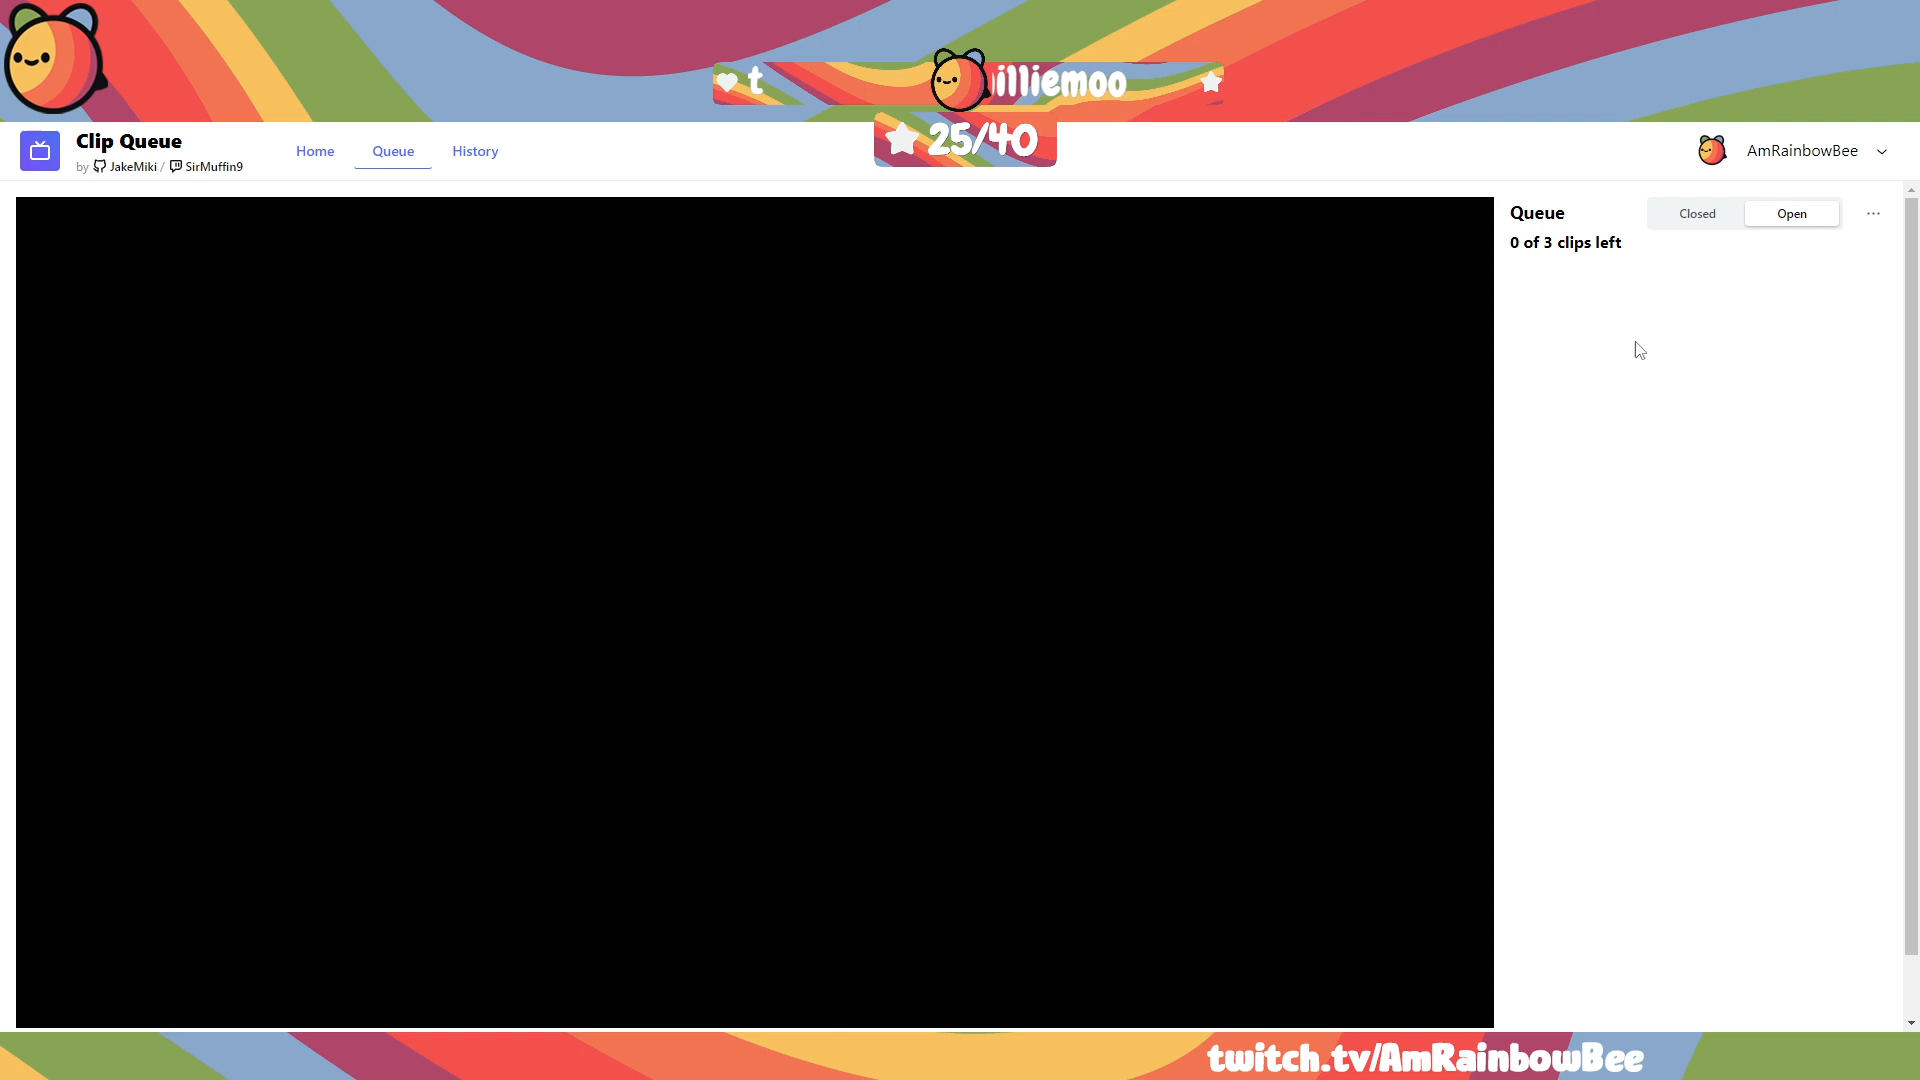 t
illiemoo
25/40
Clip Queue
by JakeMiki / SirMuffin9
Home
Queue
History
AmRainbowBee
Queue
Closed
Open
0 of 3 clips left
twitch.tv/AmRainbowBee